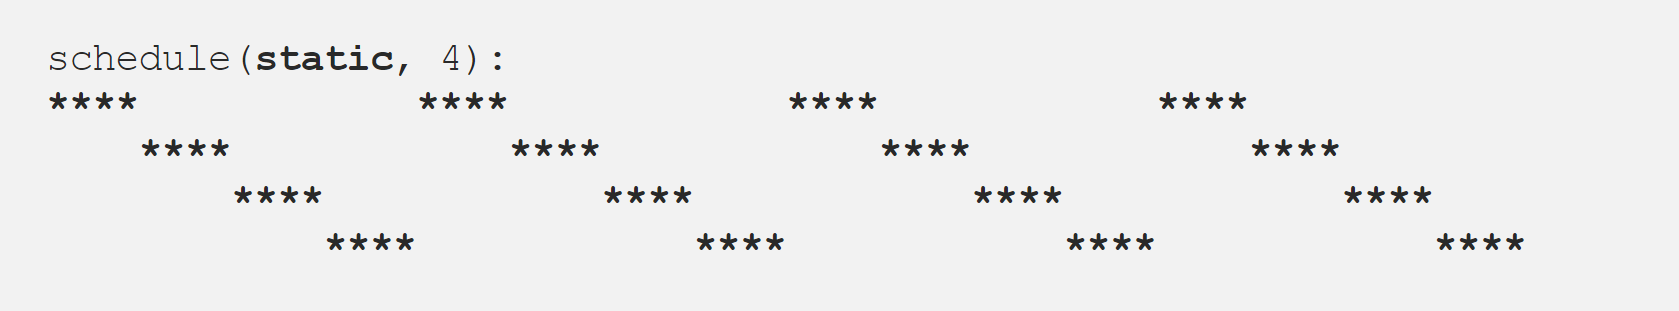 schedule(static, 4):
****            ****            ****            ****
    ****            ****            ****            ****
        ****            ****            ****            ****
            ****            ****            ****            ****